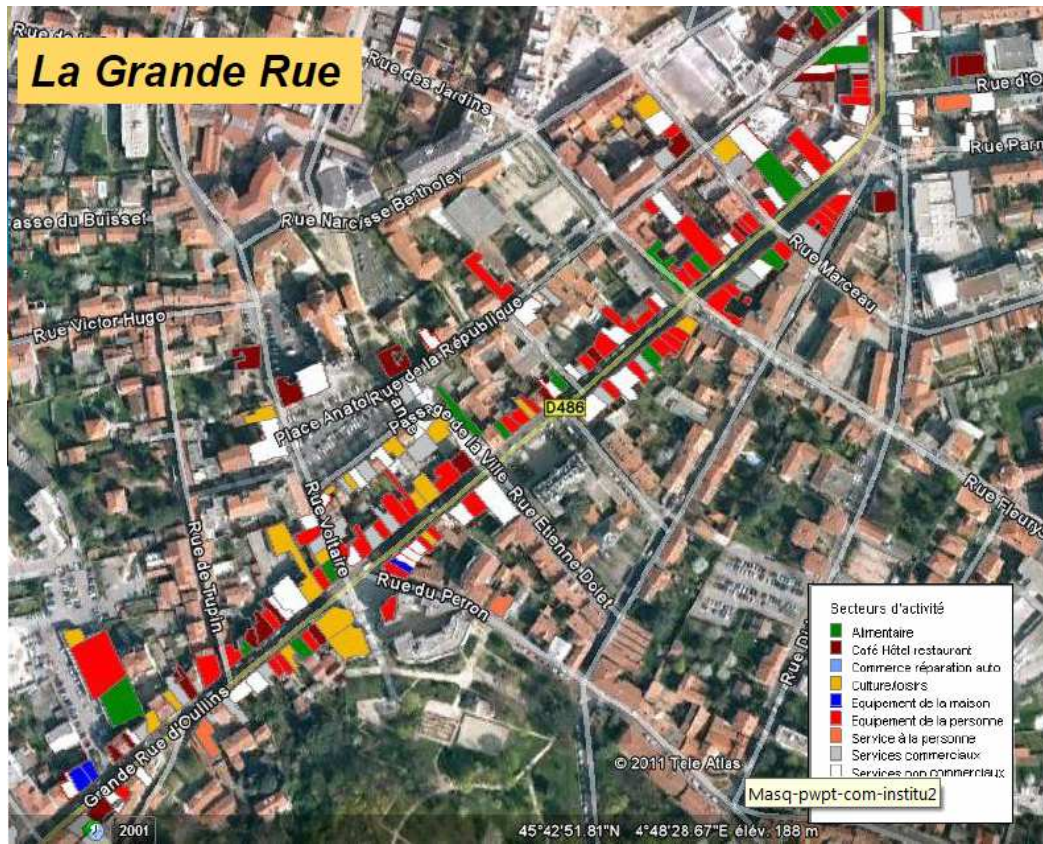 La Grande Rue
Rue des Jardins
Rue d'O
Rue Parm
Rue Narcisse Bertholey
asse du Buisset
Rue Marceau
Rue Victor Hugo
Rue de la République
Place Anatol
D486
Passage de la Ville
Rue Etienne Dolet
Rue Fleury
Rue Voltaire
Rue de Trupin
Rue du Perron
Grande Rue d'Oullins
Secteurs d'activité
Alimentaire
Café Hôtel restaurant
Commerce réparation auto
Culture/loisirs
Equipement de la maison
Equipement de la personne
Service à la personne
Services commerciaux
Services non commerciaux
© 2011 Tele Atlas
Masq-pwpt-com-institu2
2001
45°42'51.81"N 4°48'28.67"E élév. 188 m